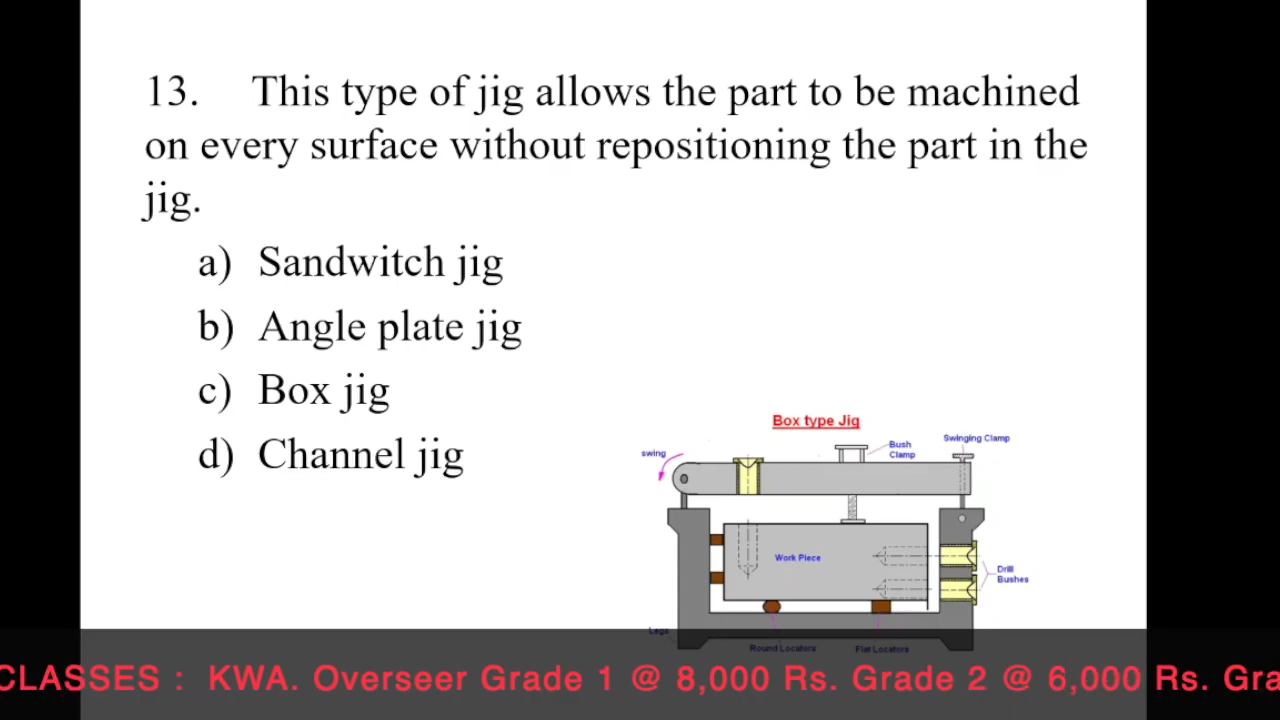 13. This type of jig allows the part to be machined
on every surface without repositioning the part in the
jig.
a) Sandwitch jig
b) Angle plate jig
c) Box jig
d) Channel jig
Box type Jig
swing
Bush
Clamp
Swinging Clamp
Work Piece
Drill
Bushes
Legs
Round Locators
Flat Locators
CLASSES : KWA. Overseer Grade 1 @ 8,000 Rs. Grade 2 @ 6,000 Rs. Gra